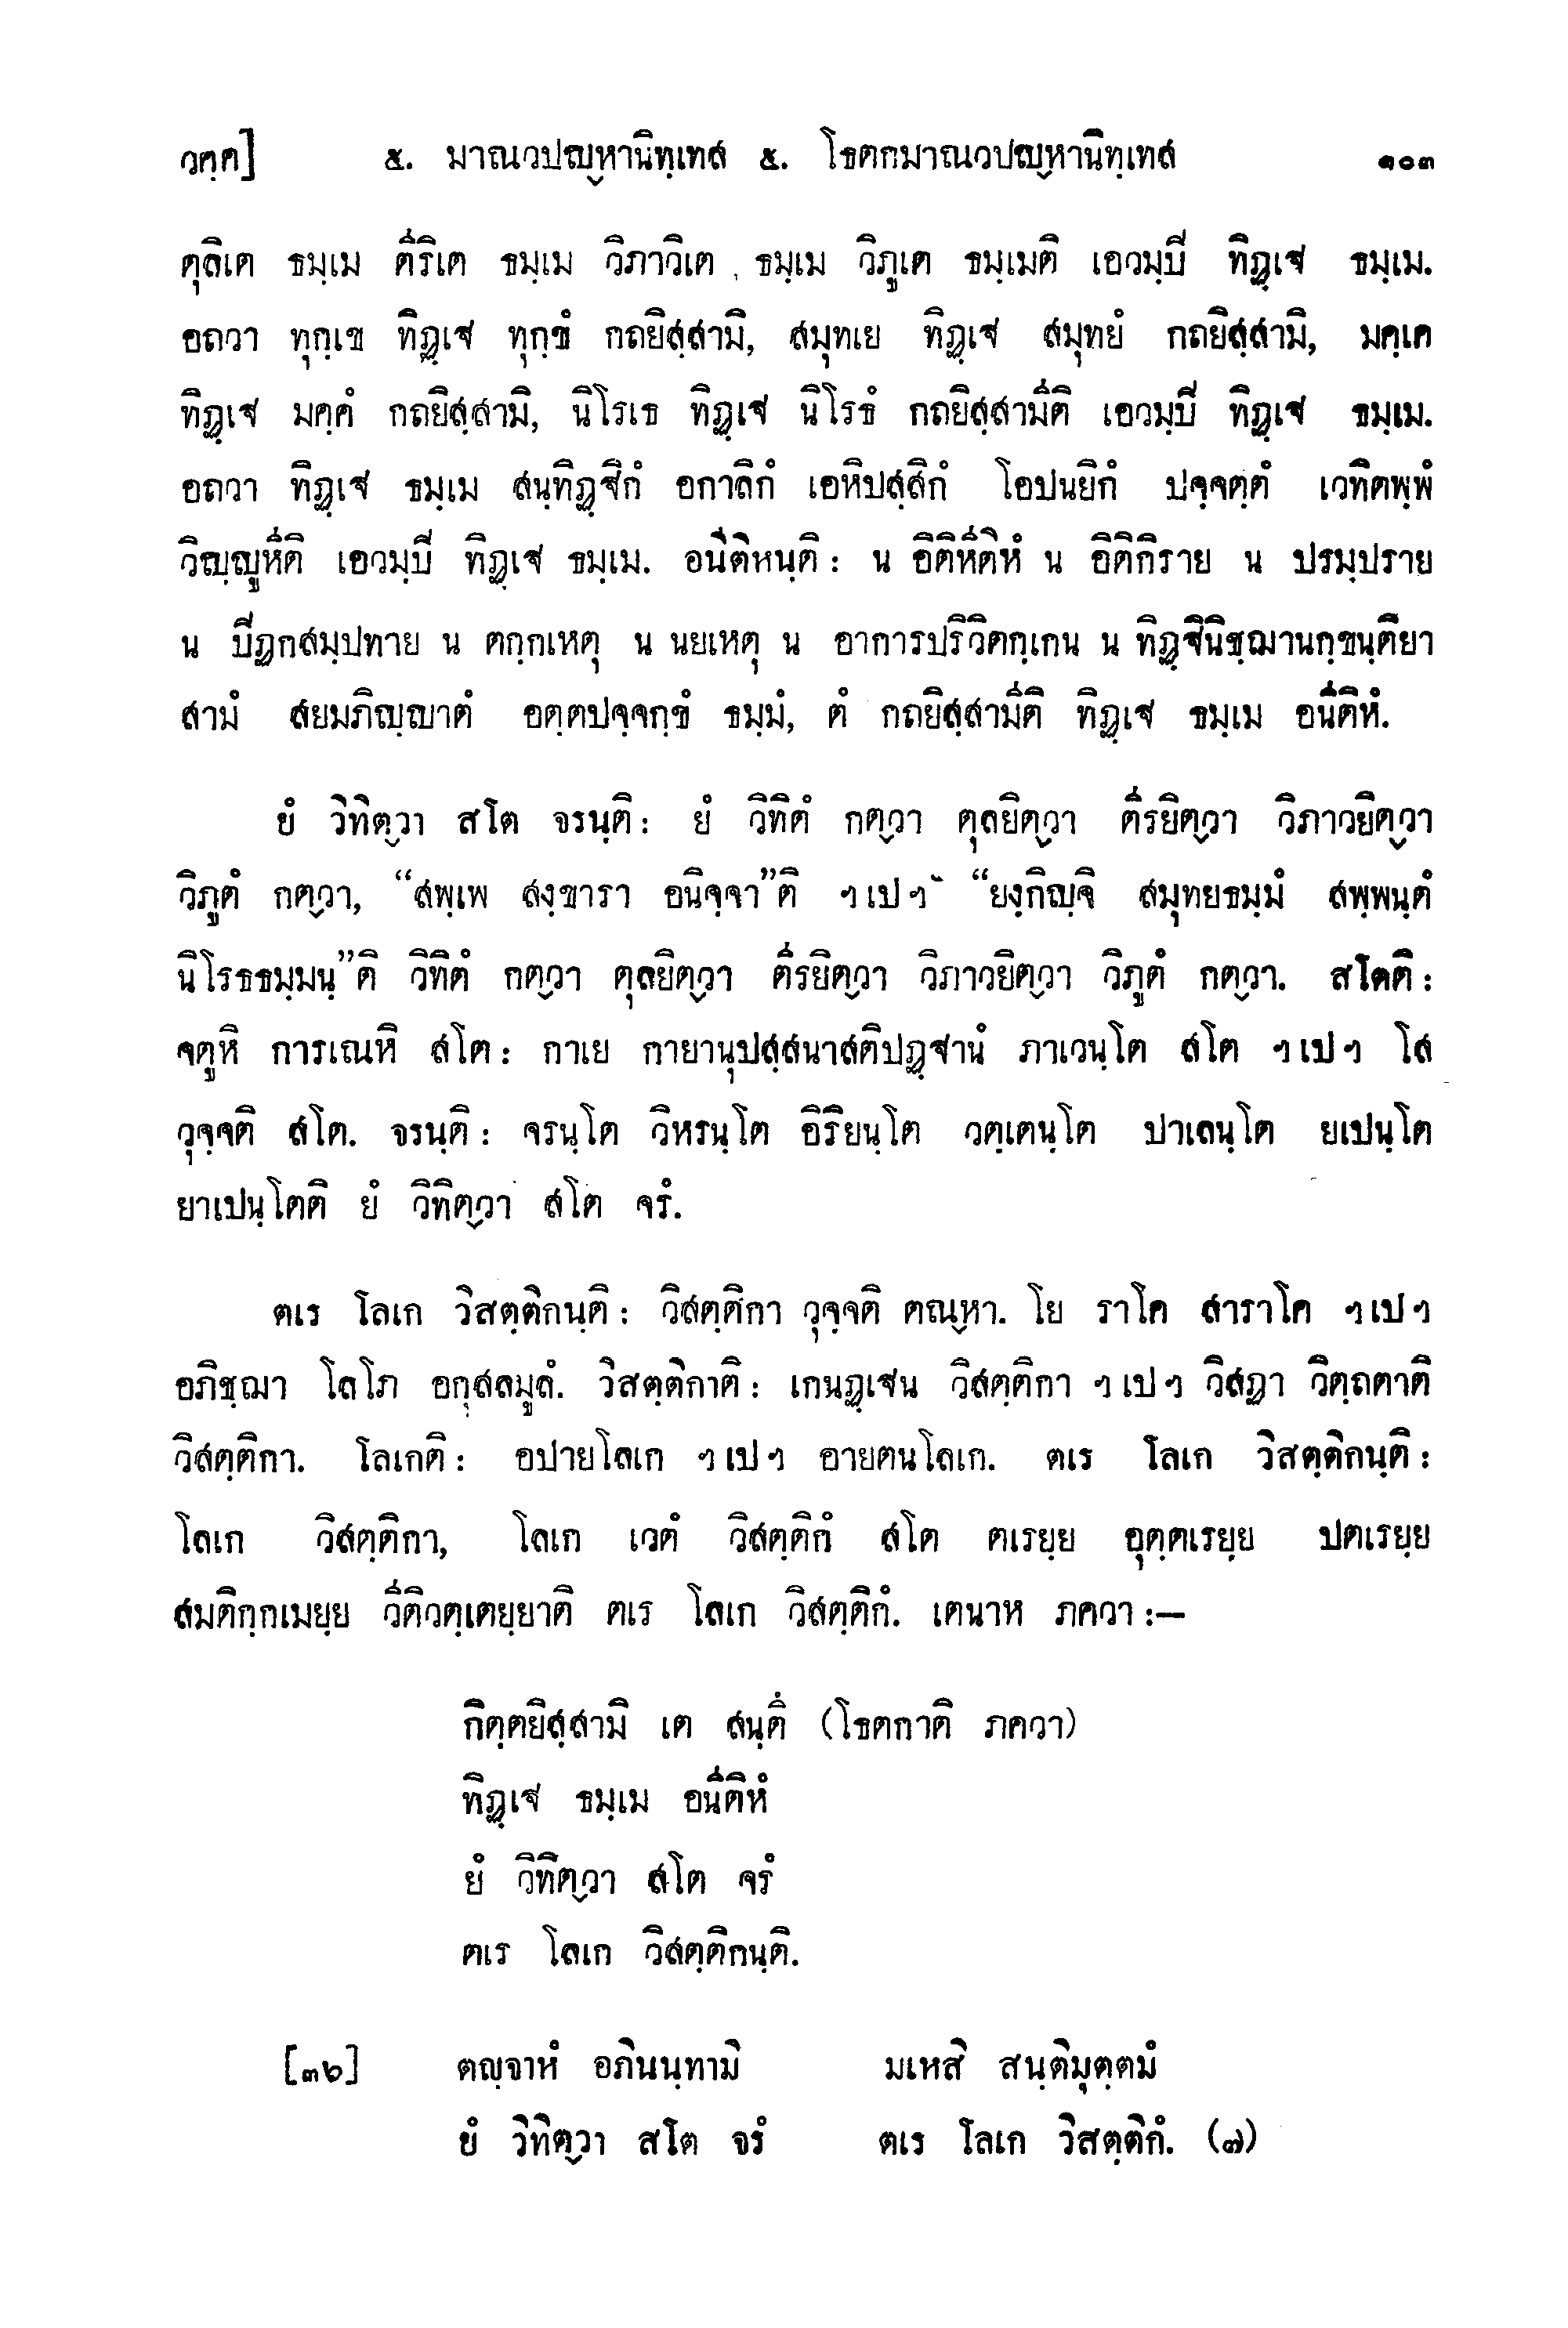 วคฺค]	๕. มาณวปญฺหานิทฺเทส ๕. โธตกมาณวปญฺหานิทฺเทส	๑๐๓
ตุลิเต ธมฺเม ตีริเต ธมฺเม วิภาวิเต ธมฺเม วิภูเต ธมฺเมติ เอวมฺปี ทิฏฺเฐ ธมฺเม.
อถวา ทุกฺเข ทิฏฺเฐ ทุกฺขํ กถยิสฺสามิ, สมุทเย ทิฏฺเฐ สมุทยํ กถยิสฺสามิ, มคฺเค
ทิฏฺเฐ มคฺคํ กถยิสฺสามิ, นิโรเธ ทิฏฺเฐ นิโรธํ กถยิสฺสามีติ เอวมฺปี ทิฏฺเฐ ธมฺเม.
อถวา ทิฏฺเฐ ธมฺเม สนฺทิฏฺฐิกํ อกาลิกํ เอหิปสฺสิกํ โอปนยิกํ ปจฺจตฺตํ เวทิตพฺพํ
วิญฺญูหีติ เอวมฺปี ทิฏฺเฐ ธมฺเม. อนีติหนฺติ: น อิติหีติหํ น อิติกิราย น ปรมฺปราย
น ปีฏกสมฺปทาย น ตกฺกเหตุ น นยเหตุ น อาการปริวิตกฺเกน น ทิฏฺฐินิชฺฌานกฺขนฺติยา
สามํ สยมภิญฺญาตํ อตฺตปจฺจกฺขํ ธมฺมํ, ตํ กถยิสฺสามีติ ทิฏฺเฐ ธมฺเม อนีติหํ.
ยํ วิทิตฺวา สโต จรนฺติ: ยํ วิทิตํ กตฺวา ตุลยิตฺวา ตีรยิตฺวา วิภาวยิตฺวา
วิภูตํ กตฺวา, “สพฺเพ สงฺขารา อนิจฺจา”ติ ฯเปฯ “ยงฺกิญฺจิ สมุทยธมฺมํ สพฺพนฺตํ
นิโรธธมฺมนฺ”ติ วิทิตํ กตฺวา ตุลยิตฺวา ตีรยิตฺวา วิภาวยิตฺวา วิภูตํ กตฺวา. สโตติ:
จตูหิ การเณหิ สโต: กาเย กายานุปสฺสนาสติปฏฺฐานํ ภาเวนฺโต สโต ฯเปฯ โส
วุจฺจติ สโต. จรนฺติ: จรนฺโต วิหรนฺโต อิริยนฺโต วตฺเตนฺโต ปาเลนฺโต ยเปนฺโต
ยาเปนฺโตติ ยํ วิทิตฺวา สโต จรํ.
ตเร โลเก วิสตฺติกนฺติ: วิสตฺติกา วุจฺจติ ตณฺหา. โย ราโค สาราโค ฯเปฯ
อภิชฺฌา โลโภ อกุสลมูลํ. วิสตฺติกาติ: เกนฏฺเฐน วิสตฺติกา ฯเปฯ วิสฏา วิตฺถตาติ
วิสตฺติกา. โลเกติ: อปายโลเก ฯเปฯ อายตนโลเก. ตเร โลเก วิสตฺติกนฺติ:
โลเก วิสตฺติกา, โลเก เวตํ วิสตฺติกํ สโต ตเรยฺย อุตฺตเรยฺย ปตเรยฺย
สมติกฺกเมยฺย วีติวตฺเตยฺยาติ ตเร โลเก วิสตฺติกํ. เตนาห ภควา:—
กิตฺตยิสฺสามิ เต สนฺตึ (โธตกาติ ภควา)
ทิฏฺเฐ ธมฺเม อนีติหํ
ยํ วิทิตฺวา สโต จรํ
ตเร โลเก วิสตฺติกนฺติ.
[๓๖]	ตญฺจาหํ อภินนฺทามิ	มเหสิ สนฺติมุตฺตมํ
ยํ วิทิตฺวา สโต จรํ	ตเร โลเก วิสตฺติกํ. (๗)